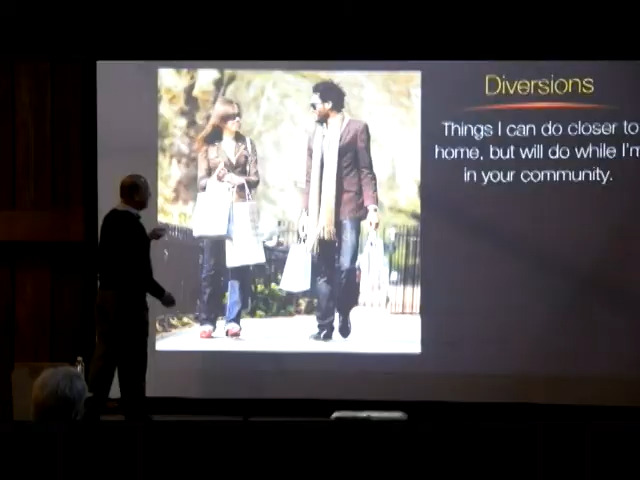 Diversions
Things I can do closer to
home, but will do while I'm
in your community.